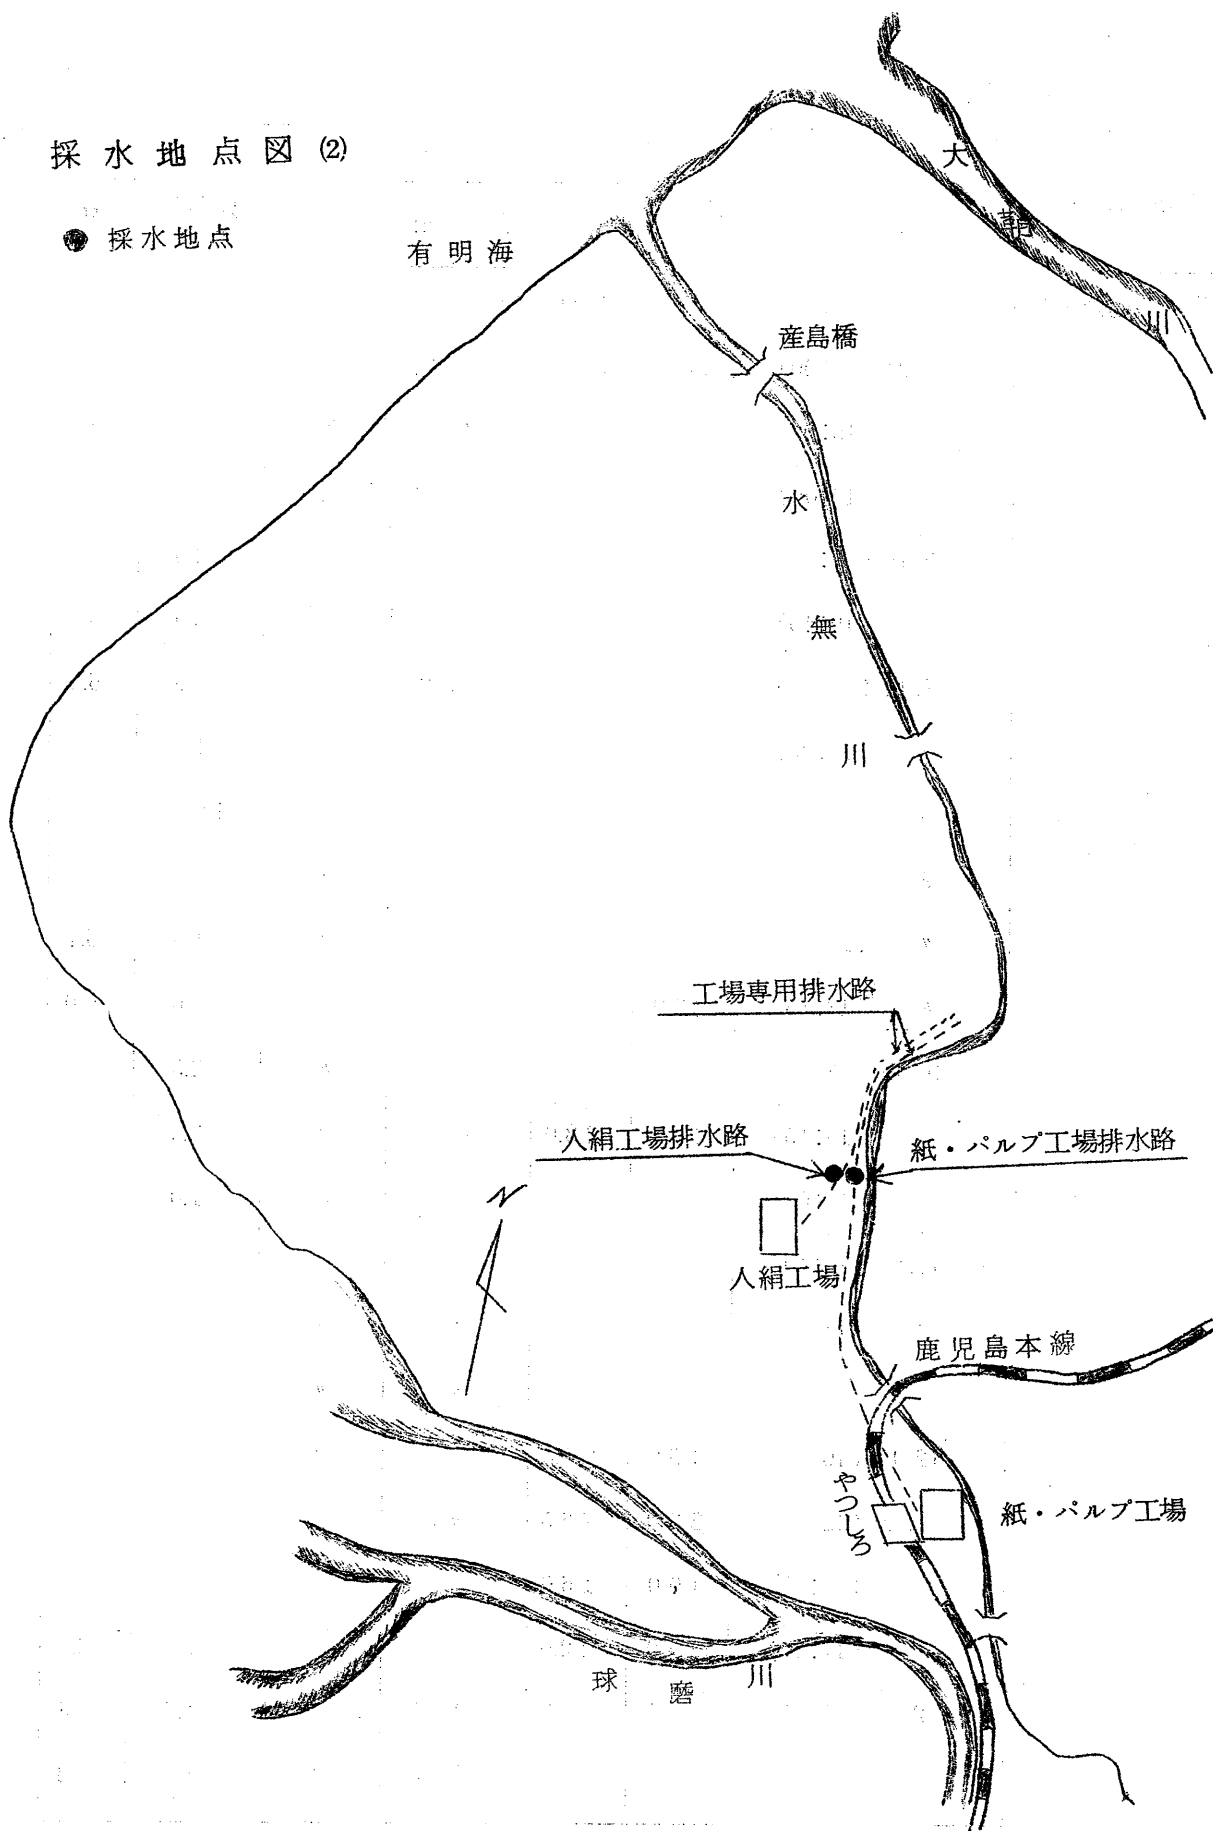 採水地点図 (2)
採水地点
有明海
大鞘川
産島橋
水無川
工場専用排水路
人絹工場排水路
紙・パルプ工場排水路
N
人絹工場
鹿児島本線
やつしろ
紙・パルプ工場
球磨川